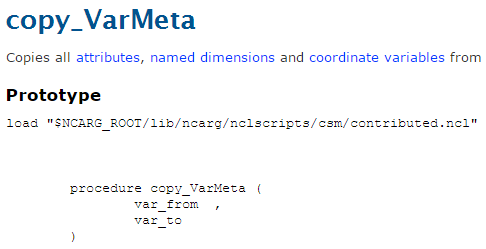 copy_VarMeta
Copies all attributes, named dimensions and coordinate variables from
Prototype
load "$NCARG_ROOT/lib/ncarg/nclscripts/csm/contributed.ncl"
procedure copy_VarMeta (
var_from ,
var_to
)